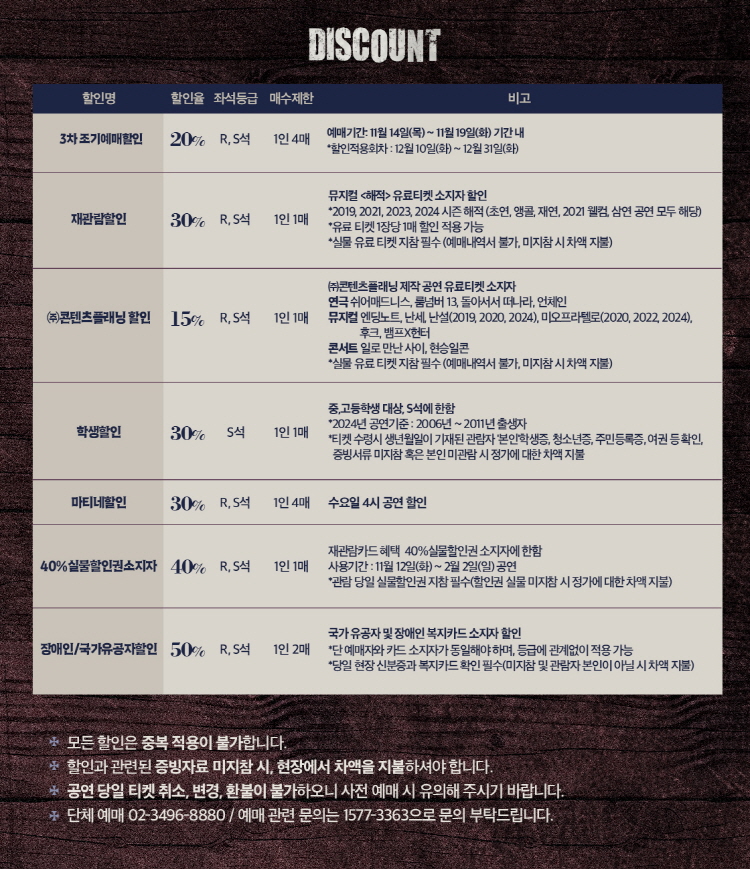 DISCOUNT
할인명 할인율 좌석등급 매수제한 비고
3차 조기예매할인 20% R, S석 1인 4매
예매기간: 11월 14일(목) ~ 11월 19일(화) 기간 내
*할인적용회차 : 12월 10일(화) ~ 12월 31일(화)
재관람할인 30% R, S석 1인 1매
뮤지컬 <해적> 유료티켓 소지자 할인
*2019, 2021, 2023, 2024 시즌 해적 (초연, 앵콜, 재연, 2021 웰컴, 삼연 공연 모두 해당)
*유료 티켓 1장당 1매 할인 적용 가능
*실물 유료 티켓 지참 필수 (예매내역서 불가, 미지참 시 차액 지불)
㈜콘텐츠플래닝 할인 15% R, S석 1인 1매
㈜콘텐츠플래닝 제작 공연 유료티켓 소지자
연극 쉬어매드니스, 룸넘버 13, 돌아서서 떠나라, 언체인
뮤지컬 엔딩노트, 난세, 난설(2019, 2020, 2024), 미오프라텔로(2020, 2022, 2024),
후크, 뱀프X헌터
콘서트 일로 만난 사이, 현승일콘
*실물 유료 티켓 지참 필수 (예매내역서 불가, 미지참 시 차액 지불)
학생할인 30% S석 1인 1매
중,고등학생 대상, S석에 한함
*2024년 공연기준 : 2006년 ~ 2011년 출생자
*티켓 수령시 생년월일이 기재된 관람자 '본인'학생증, 청소년증, 주민등록증, 여권 등 확인,
증빙서류 미지참 혹은 본인 미관람 시 정가에 대한 차액 지불
마티네할인 30% R, S석 1인 4매 수요일 4시 공연 할인
40%실물할인권소지자 40% R, S석 1인 1매
재관람카드 혜택 40%실물할인권 소지자에 한함
사용기간 : 11월 12일(화) ~ 2월 2일(일) 공연
*관람 당일 실물할인권 지참 필수(할인권 실물 미지참 시 정가에 대한 차액 지불)
장애인/국가유공자할인 50% R, S석 1인 2매
국가 유공자 및 장애인 복지카드 소지자 할인
*단 예매자와 카드 소지자가 동일해야 하며, 등급에 관계없이 적용 가능
*당일 현장 신분증과 복지카드 확인 필수(미지참 및 관람자 본인이 아닐 시 차액 지불)
모든 할인은 중복 적용이 불가합니다.
할인과 관련된 증빙자료 미지참 시, 현장에서 차액을 지불하셔야 합니다.
공연 당일 티켓 취소, 변경, 환불이 불가하오니 사전 예매 시 유의해 주시기 바랍니다.
단체 예매 02-3496-8880 / 예매 관련 문의는 1577-3363으로 문의 부탁드립니다.